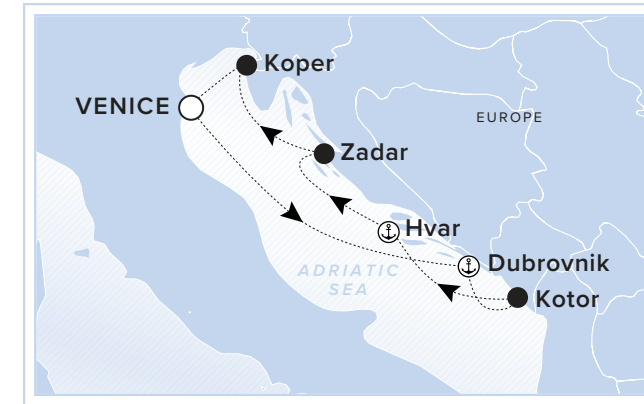 Koper
VENICE
EUROPE
Zadar
Hvar
Dubrovnik
ADRIATIC
SEA
Kotor